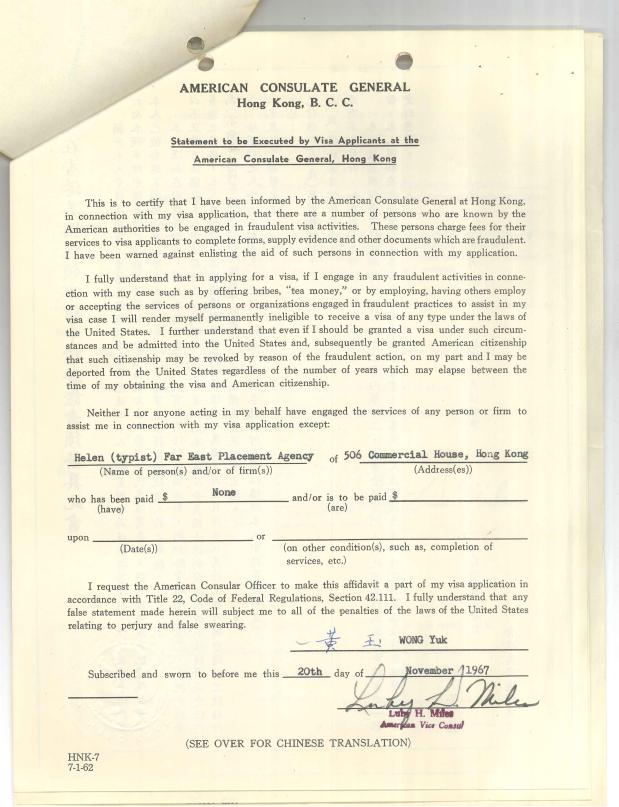 AMERICAN CONSULATE GENERAL
Hong Kong, B. C. C.
Statement to be Executed by Visa Applicants at the
American Consulate General, Hong Kong
This is to certify that I have been informed by the American Consulate General at Hong Kong,
in connection with my visa application, that there are a number of persons who are known by the
American authorities to be engaged in fraudulent visa activities. These persons charge fees for their
services to visa applicants to complete forms, supply evidence and other documents which are fraudulent.
I have been warned against enlisting the aid of such persons in connection with my application.
I fully understand that in applying for a visa, if I engage in any fraudulent activities in conne-
ction with my case such as by offering bribes, "tea money," or by employing, having others employ
or accepting the services of persons or organizations engaged in fraudulent practices to assist in my
visa case I will render myself permanently ineligible to receive a visa of any type under the laws of
the United States. I further understand that even if I should be granted a visa under such circum-
stances and be admitted into the United States and, subsequently be granted American citizenship
that such citizenship may be revoked by reason of the fraudulent action, on my part and I may be
deported from the United States regardless of the number of years which may elapse between the
time of my obtaining the visa and American citizenship.
Neither I nor anyone acting in my behalf have engaged the services of any person or firm to
assist me in connection with my visa application except:
Helen (typist) Far East Placement Agency of 506 Commercial House, Hong Kong
(Name of person(s) and/or of firm(s)) (Address(es))
who has been paid $ None and/or is to be paid $
(have) (are)
upon or
(Date(s)) (on other condition(s), such as, completion of
services, etc.)
I request the American Consular Officer to make this affidavit a part of my visa application in
accordance with Title 22, Code of Federal Regulations, Section 42.111. I fully understand that any
false statement made herein will subject me to all of the penalties of the laws of the United States
relating to perjury and false swearing.
黃玉 WONG Yuk
Subscribed and sworn to before me this 20th day of November 1967
Luby H. Miles
Luby H. Miles
American Vice Consul
(SEE OVER FOR CHINESE TRANSLATION)
HNK-7
7-1-62